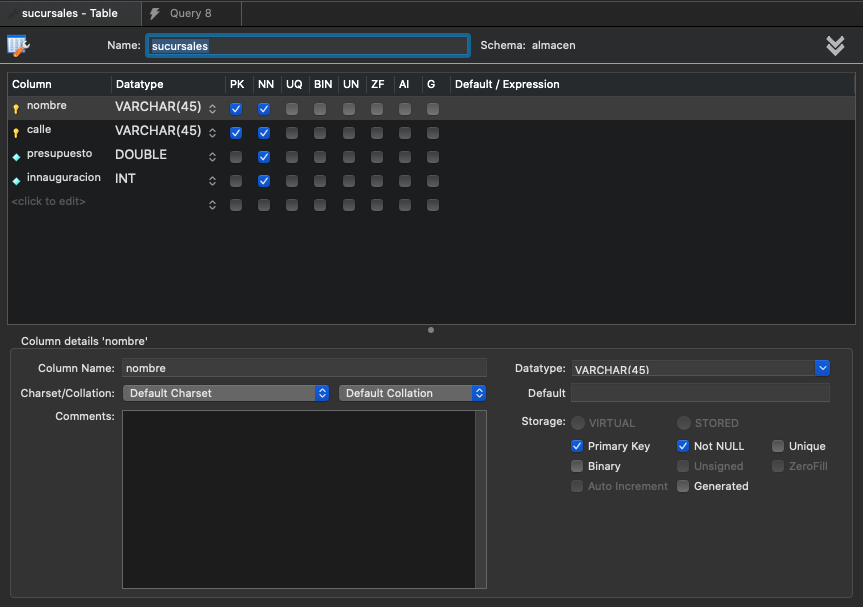 sucursales - Table
Query 8
Name: sucursales Schema: almacen
Column Datatype PK NN UQ BIN UN ZF AI G Default / Expression
nombre VARCHAR(45)
calle VARCHAR(45)
presupuesto DOUBLE
innauguracion INT
<click to edit>
Column details 'nombre'
Column Name: nombre
Charset/Collation: Default Charset Default Collation
Comments:
Datatype: VARCHAR(45)
Default
Storage: VIRTUAL STORED
Primary Key Not NULL Unique
Binary Unsigned ZeroFill
Auto Increment Generated